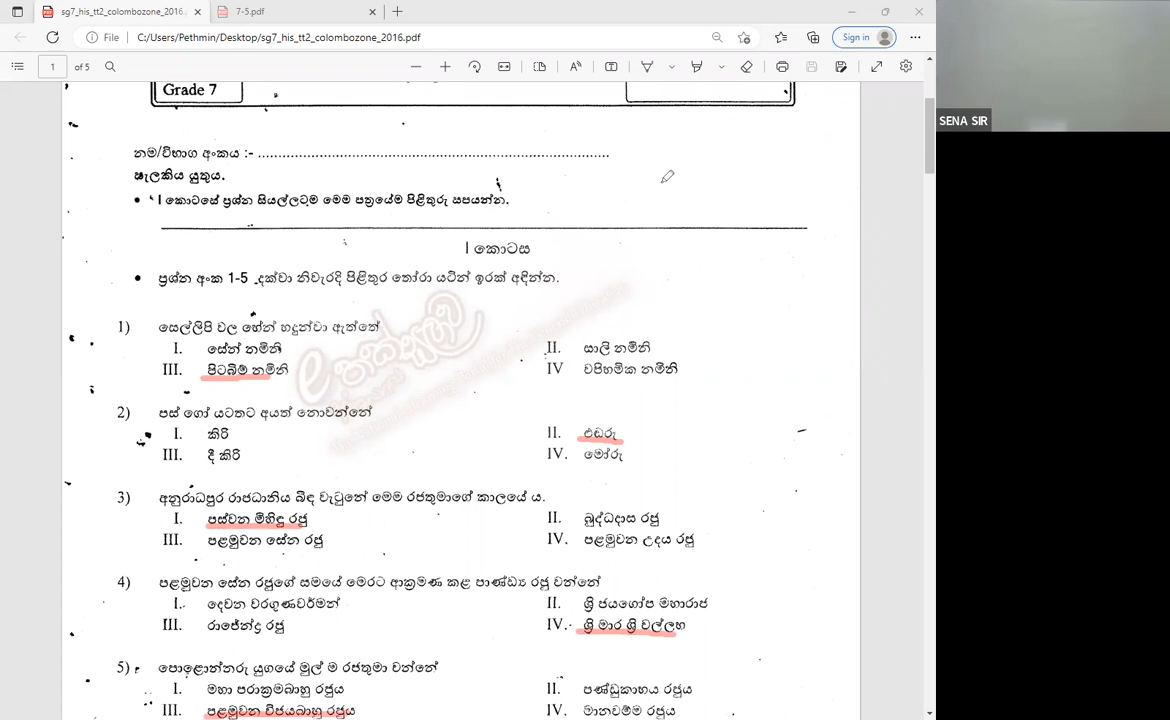 sg7_his_tt2_colombozone_2016.
7-5.pdf
File
C:/Users/Pethmin/Desktop/sg7_his_tt2_colombozone_2016.pdf
Sign in
1 of 5
SENA SIR
Grade 7
නම/විභාග අංකය :-
සැලකිය යුතුය.
• I කොටසේ ප්‍රශ්න සියල්ලටම මෙම පත්‍රයේම පිළිතුරු සපයන්න.
I කොටස
• ප්‍රශ්න අංක 1-5 දක්වා නිවැරදි පිළිතුර තෝරා යටින් ඉරක් අඳින්න.
1) සෙල්ලිපි වල හේන් හදුන්වා ඇත්තේ
I. සේන් නමිනි II. සාලි නමිනි
III. පිටබිම් නමිනි IV වපිහමික නමිනි
2) පස් ගෝ යටතට අයත් නොවන්නේ
I. කිරි II. එඬරු
III. දී කිරි IV. මෝරු
3) අනුරාධපුර රාජධානිය බිඳ වැටුනේ මෙම රජතුමාගේ කාලයේ ය.
I. පස්වන මිහිඳු රජු II. බුද්ධදාස රජු
III. පළමුවන සේන රජු IV. පළමුවන උදය රජු
4) පළමුවන සේන රජුගේ සමයේ මෙරට ආක්‍රමණ කළ පාණ්ඩ්‍ය රජු වන්නේ
I. දෙවන වරගුණවර්මන් II. ශ්‍රී ජයගෝප මහාරාජ
III. රාජේන්ද්‍ර රජු IV. ශ්‍රී මාර ශ්‍රී වල්ලභ
5) පොළොන්නරු යුගයේ මුල් ම රජතුමා වන්නේ
I. මහා පරාක්‍රමබාහු රජුය II. පණ්ඩුකාභය රජුය
III. පළමුවන විජයබාහු රජුය IV. මානවම්ම රජුය